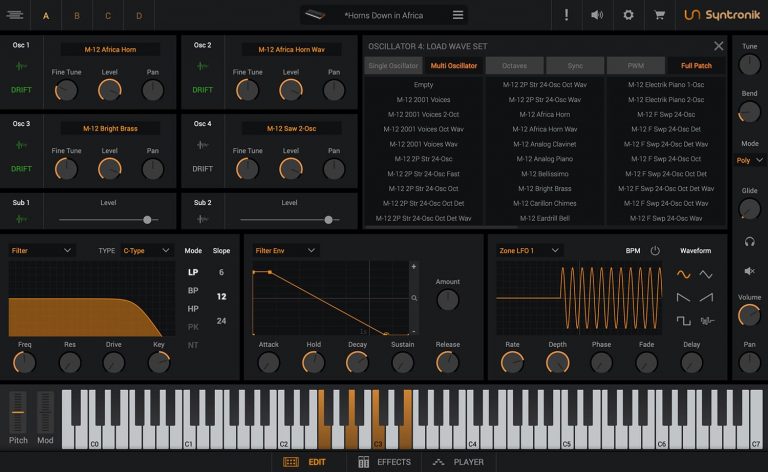 A B C D
*Horns Down in Africa
Syntronik
Osc 1
M-12 Africa Horn
Fine Tune Level Pan
DRIFT
Osc 2
M-12 Africa Horn Wav
Fine Tune Level Pan
DRIFT
Osc 3
M-12 Bright Brass
Fine Tune Level Pan
DRIFT
Osc 4
M-12 Saw 2-Osc
Fine Tune Level Pan
DRIFT
Sub 1
Level
Sub 2
Level
OSCILLATOR 4: LOAD WAVE SET
Single Oscillator Multi Oscillator Octaves Sync PWM Full Patch
Empty
M-12 2001 Voices
M-12 2001 Voices 2-Oct
M-12 2001 Voices Oct Wav
M-12 2001 Voices Wav
M-12 2P Str 24-Osc
M-12 2P Str 24-Osc Fast
M-12 2P Str 24-Osc Oct
M-12 2P Str 24-Osc Oct Det
M-12 2P Str 24-Osc Oct Wav
M-12 2P Str 24-Osc Wav
M-12 Africa Horn
M-12 Africa Horn Wav
M-12 Analog Clavinet
M-12 Analog Piano
M-12 Bellissimo
M-12 Bright Brass
M-12 Carillon Chimes
M-12 Eardrill Bell
M-12 Electrik Piano 1-Osc
M-12 Electrik Piano 2-Osc
M-12 F Swp 24-Osc
M-12 F Swp 24-Osc Det
M-12 F Swp 24-Osc Det Wav
M-12 F Swp 24-Osc Oct
M-12 F Swp 24-Osc Oct Det
M-12 F Swp 24-Osc Oct Det Wav
M-12 F Swp 24-Osc Oct Wav
M-12 F Swp 24-Osc Wav
Tune
Bend
Mode
Poly
Glide
Volume
Pan
Filter
TYPE C-Type
Mode Slope
LP 6
BP 12
HP 24
PK
NT
Freq Res Drive Key
Filter Env
1s
Amount
Attack Hold Decay Sustain Release
Zone LFO 1
BPM
Waveform
Rate Depth Phase Fade Delay
Pitch Mod
C0 C1 C2 C3 C4 C5 C6 C7
EDIT EFFECTS PLAYER